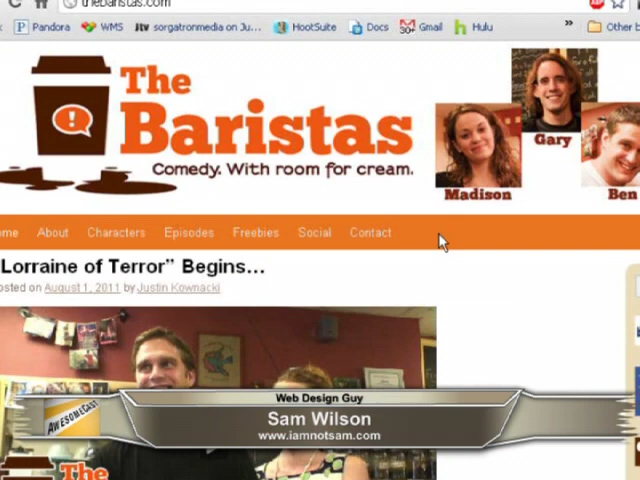 thebaristas.com
Pandora WMS jtv sorgatronmedia on Ju... HootSuite Docs Gmail Hulu » Other b
The
Baristas
Comedy. With room for cream.
Gary
Madison
Ben
ome About Characters Episodes Freebies Social Contact
Lorraine of Terror” Begins...
osted on August 1, 2011 by Justin Kownacki
Web Design Guy
AWESOMECAST
Sam Wilson
www.iamnotsam.com
The